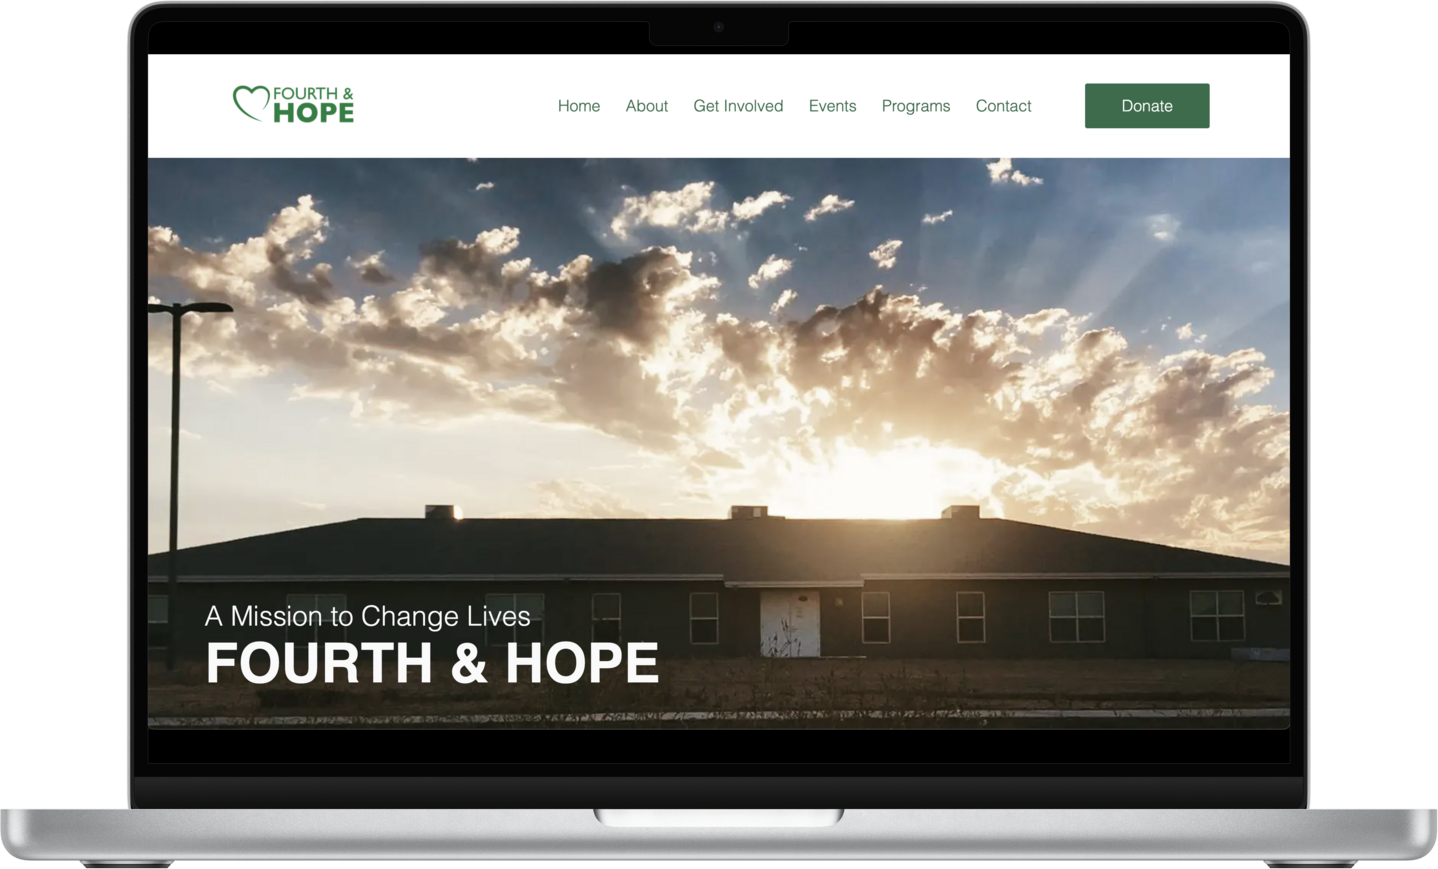 FOURTH &
HOPE
Home About Get Involved Events Programs Contact Donate
A Mission to Change Lives
FOURTH & HOPE